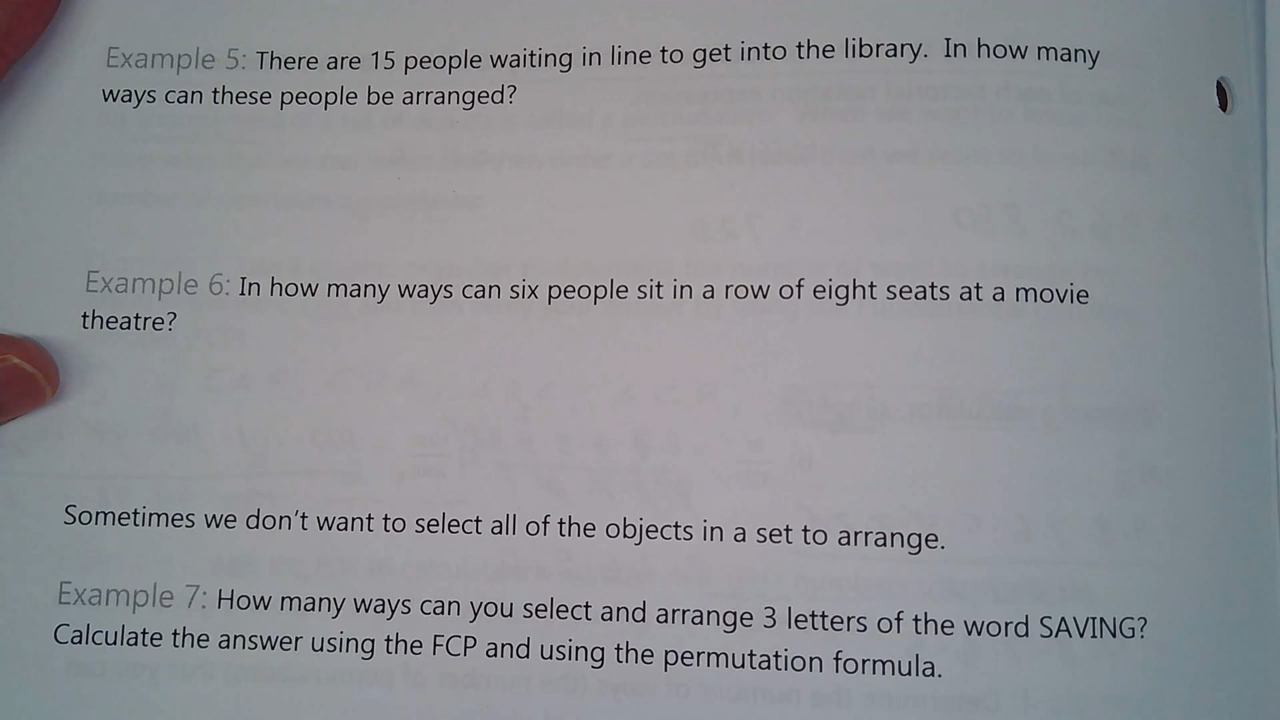 Example 5: There are 15 people waiting in line to get into the library. In how many
ways can these people be arranged?
Example 6: In how many ways can six people sit in a row of eight seats at a movie
theatre?
Sometimes we don't want to select all of the objects in a set to arrange.
Example 7: How many ways can you select and arrange 3 letters of the word SAVING?
Calculate the answer using the FCP and using the permutation formula.